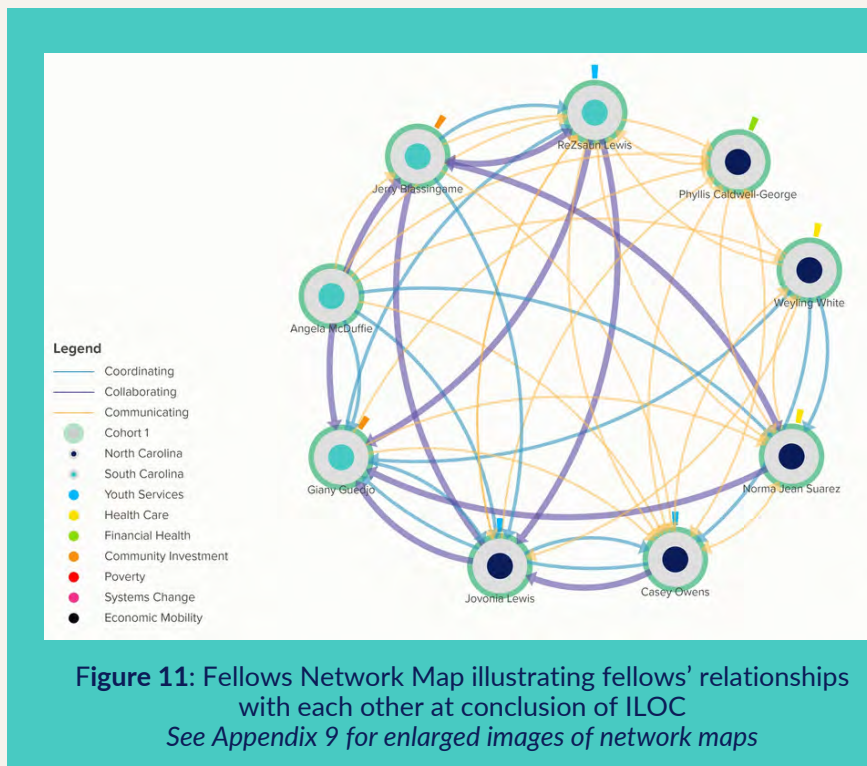 ReZsaun Lewis
Jerry Blassingame
Phyllis Caldwell-George
Weyling White
Angela McDuffie
Legend
Coordinating
Collaborating
Communicating
Cohort 1
North Carolina
South Carolina
Youth Services
Health Care
Financial Health
Community Investment
Poverty
Systems Change
Economic Mobility
Giany Guedjo
Norma Jean Suarez
Jovonia Lewis
Casey Owens
Figure 11: Fellows Network Map illustrating fellows’ relationships
with each other at conclusion of ILOC
See Appendix 9 for enlarged images of network maps